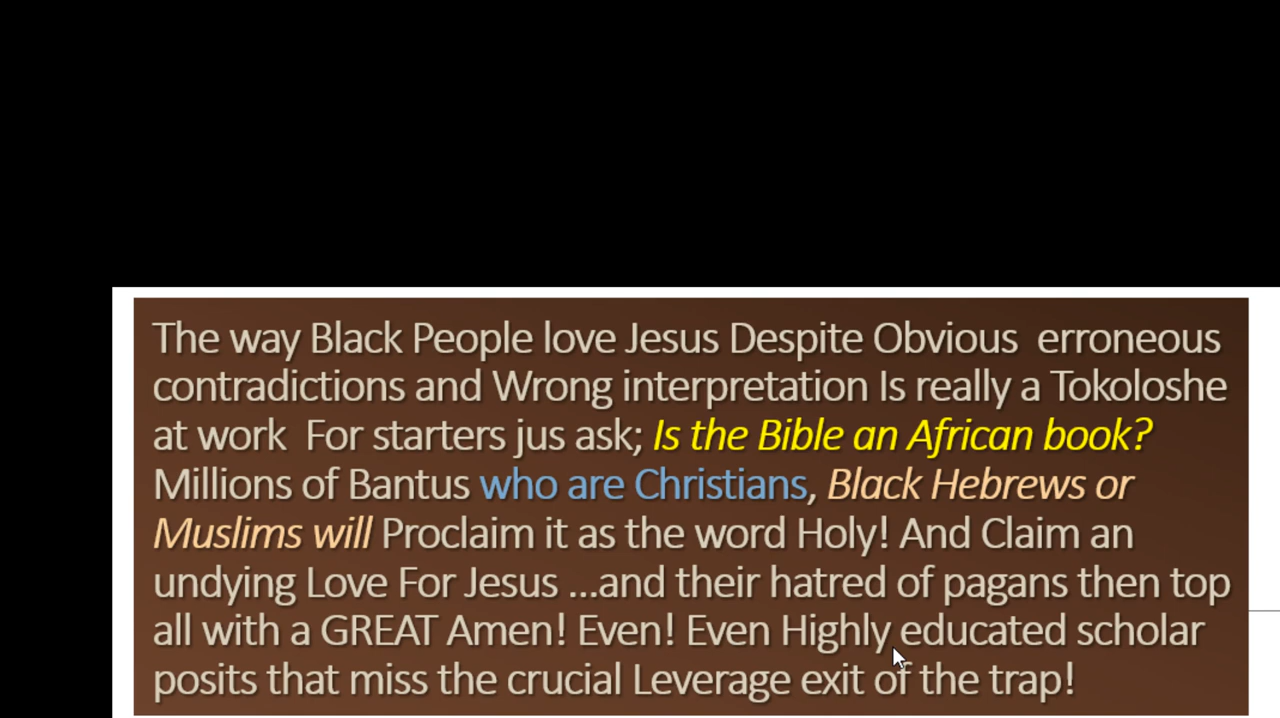 The way Black People love Jesus Despite Obvious  erroneous
contradictions and Wrong interpretation Is really a Tokoloshe
at work  For starters jus ask; Is the Bible an African book?
Millions of Bantus who are Christians, Black Hebrews or
Muslims will Proclaim it as the word Holy! And Claim an
undying Love For Jesus ...and their hatred of pagans then top
all with a GREAT Amen! Even! Even Highly educated scholar
posits that miss the crucial Leverage exit of the trap!